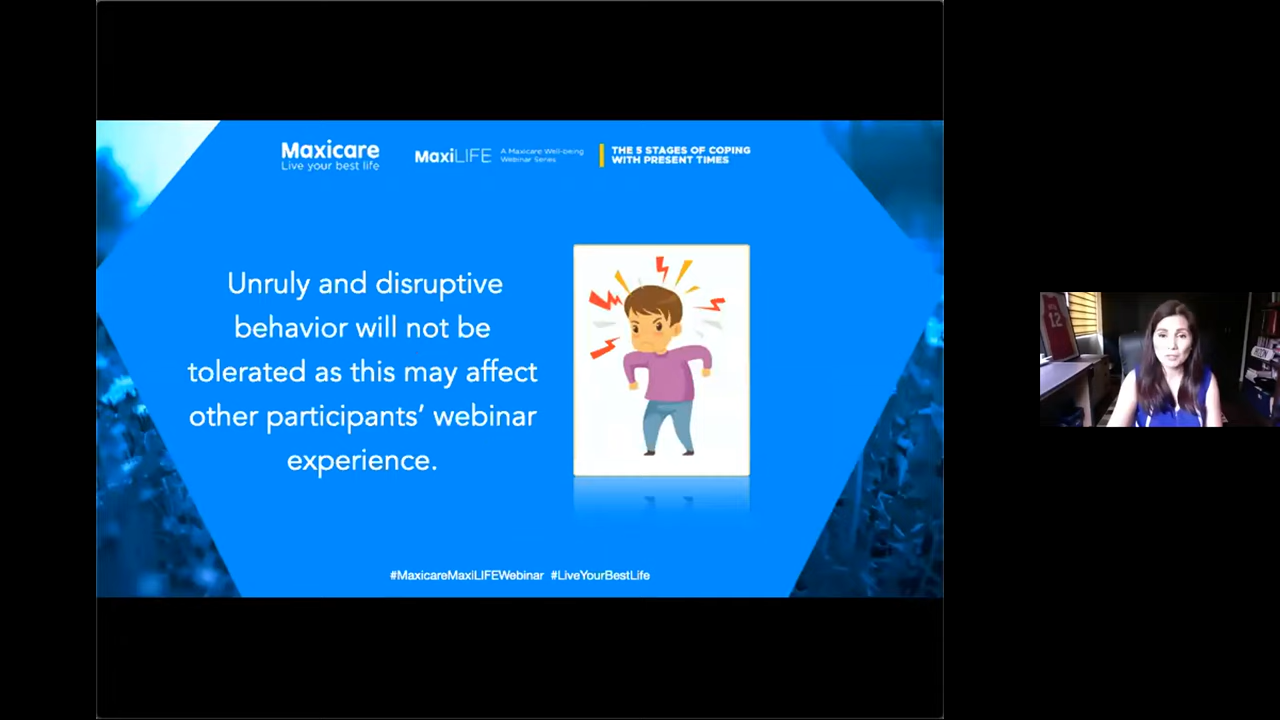 Maxicare
Live your best life
MaxiLIFE
A Maxicare Well-being
Webinar Series
THE 5 STAGES OF COPING
WITH PRESENT TIMES
Unruly and disruptive
behavior will not be
tolerated as this may affect
other participants’ webinar
experience.
#MaxicareMaxiLIFEWebinar #LiveYourBestLife
12